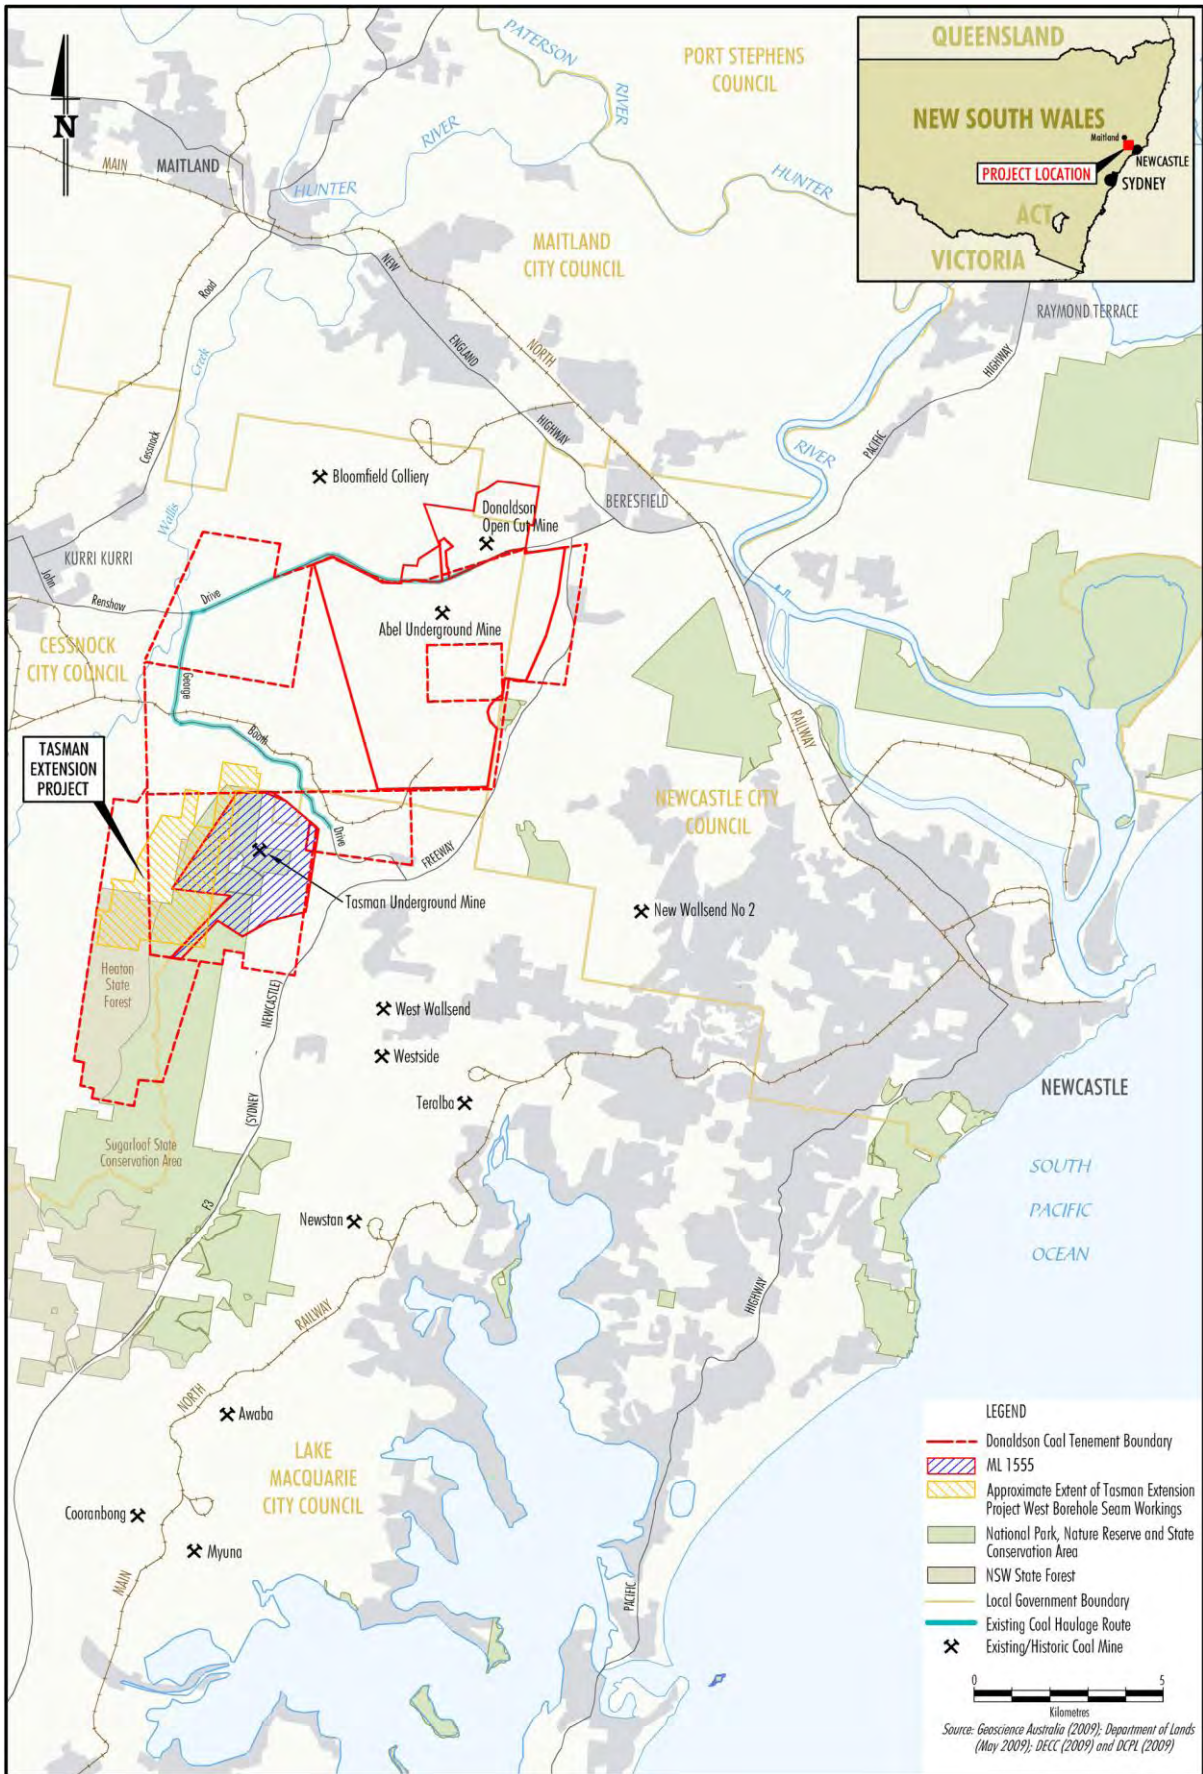 N
QUEENSLAND
NEW SOUTH WALES
Maitland
NEWCASTLE
PROJECT LOCATION
SYDNEY
ACT
VICTORIA
PATERSON
RIVER
PORT STEPHENS
COUNCIL
MAIN
MAITLAND
HUNTER
RIVER
HUNTER
MAITLAND
CITY COUNCIL
NEW
ENGLAND
HIGHWAY
NORTH
RAYMOND TERRACE
HIGHWAY
PACIFIC
RIVER
Road
Cessnock
Creek
Wallis
Bloomfield Colliery
Donaldson
Open Cut Mine
BERESFIELD
KURRI KURRI
John
Renshaw
Drive
Abel Underground Mine
CESSNOCK
CITY COUNCIL
George
Booth
Drive
RAILWAY
TASMAN
EXTENSION
PROJECT
NEWCASTLE CITY
COUNCIL
FREEWAY
Tasman Underground Mine
New Wallsend No 2
Heaton
State
Forest
NEWCASTLE)
(SYDNEY
F3
West Wallsend
Westside
Teralba
NEWCASTLE
Sugarloaf State
Conservation Area
SOUTH
PACIFIC
OCEAN
Newstan
RAILWAY
NORTH
MAIN
HIGHWAY
PACIFIC
Awaba
LAKE
MACQUARIE
CITY COUNCIL
Cooranbong
Myuna
LEGEND
Donaldson Coal Tenement Boundary
ML 1555
Approximate Extent of Tasman Extension
Project West Borehole Seam Workings
National Park, Nature Reserve and State
Conservation Area
NSW State Forest
Local Government Boundary
Existing Coal Haulage Route
Existing/Historic Coal Mine
0 5
Kilometres
Source: Geoscience Australia (2009); Department of Lands
(May 2009); DECC (2009) and DCPL (2009)